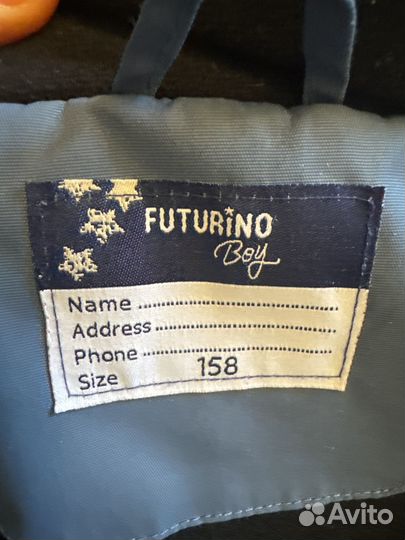 FUTURiNO
Boy
Name
Address
Phone
Size 158
Avito